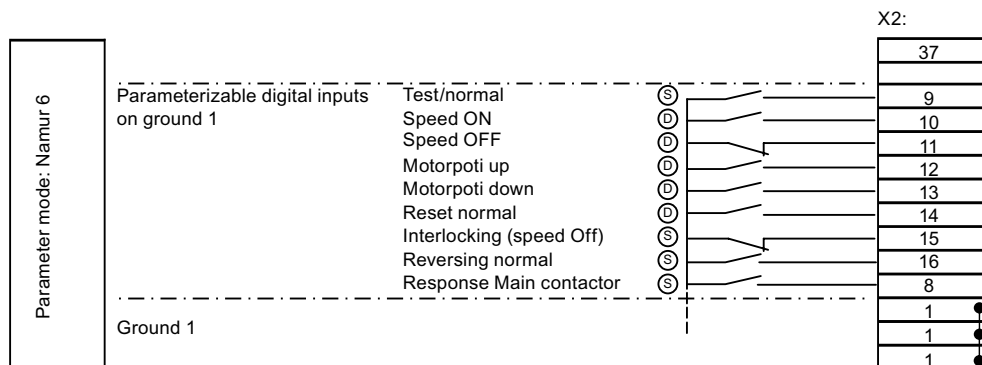 X2:
37
Parameter mode: Namur 6
Parameterizable digital inputs
on ground 1
Test/normal S 9
Speed ON D 10
Speed OFF D 11
Motorpoti up D 12
Motorpoti down D 13
Reset normal D 14
Interlocking (speed Off) S 15
Reversing normal S 16
Response Main contactor S 8
Ground 1
1
1
1